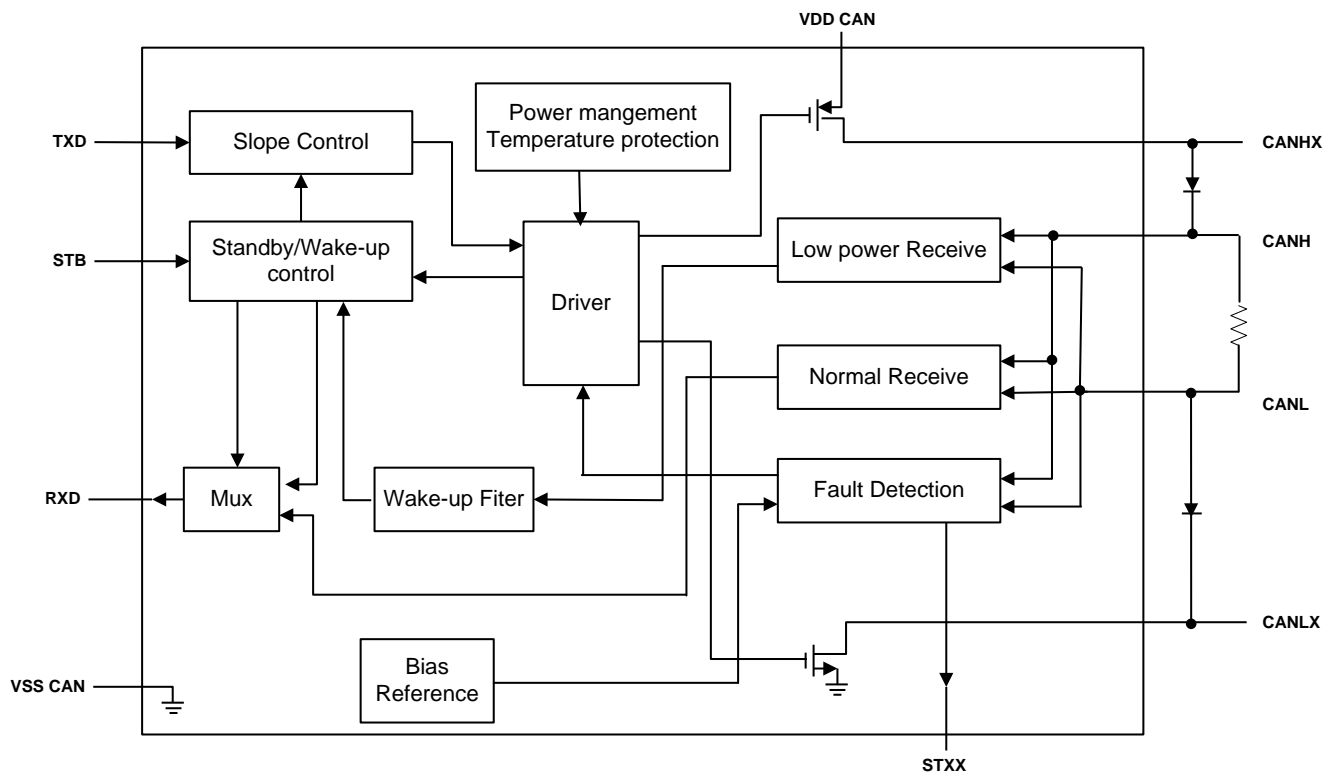 VDD CAN
Power mangement
Temperature protection
TXD
Slope Control
CANHX
STB
Standby/Wake-up
control
Driver
Low power Receive
CANH
Normal Receive
CANL
RXD
Mux
Wake-up Fiter
Fault Detection
CANLX
VSS CAN
Bias
Reference
STXX